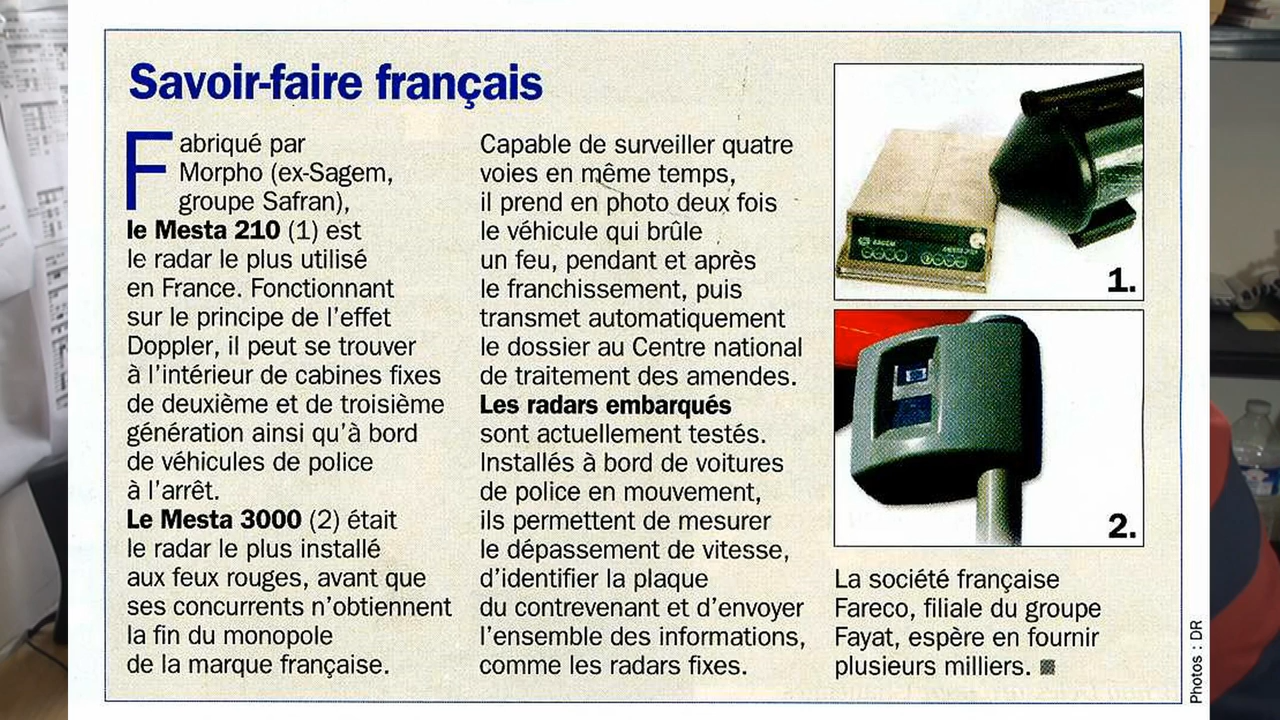 Savoir-faire français
Fabriqué par
Morpho (ex-Sagem,
groupe Safran),
le Mesta 210 (1) est
le radar le plus utilisé
en France. Fonctionnant
sur le principe de l'effet
Doppler, il peut se trouver
à l'intérieur de cabines fixes
de deuxième et de troisième
génération ainsi qu'à bord
de véhicules de police
à l'arrêt.
Le Mesta 3000 (2) était
le radar le plus installé
aux feux rouges, avant que
ses concurrents n'obtiennent
la fin du monopole
de la marque française.
Capable de surveiller quatre
voies en même temps,
il prend en photo deux fois
le véhicule qui brûle
un feu, pendant et après
le franchissement, puis
transmet automatiquement
le dossier au Centre national
de traitement des amendes.
Les radars embarqués
sont actuellement testés.
Installés à bord de voitures
de police en mouvement,
ils permettent de mesurer
le dépassement de vitesse,
d'identifier la plaque
du contrevenant et d'envoyer
l'ensemble des informations,
comme les radars fixes.
SAGEM
1.
2.
La société française
Fareco, filiale du groupe
Fayat, espère en fournir
plusieurs milliers.
Photos : DR